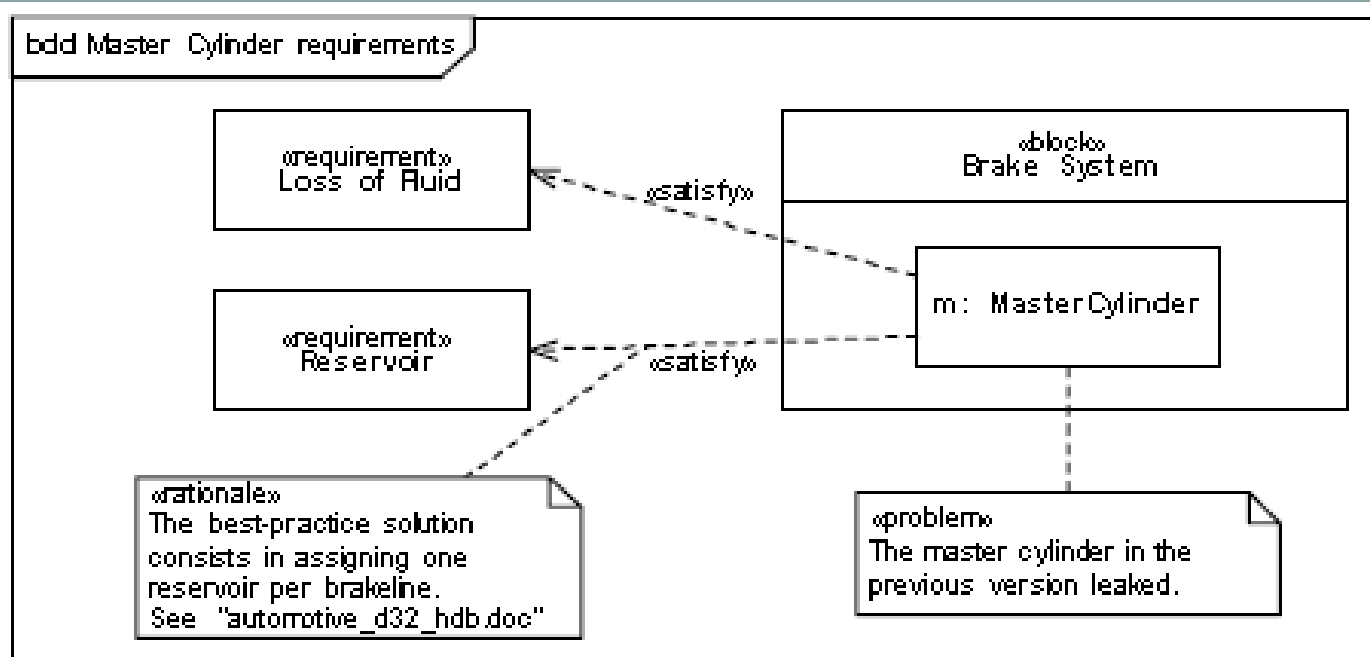 bdd Master Cylinder requirements
«requirement»
Loss of Fluid
«block»
Brake System
«satisfy»
m: MasterCylinder
«requirement»
Reservoir
«satisfy»
«rationale»
The best-practice solution
consists in assigning one
reservoir per brakeline.
See "automotive_d32_hdb.doc"
«problem»
The master cylinder in the
previous version leaked.